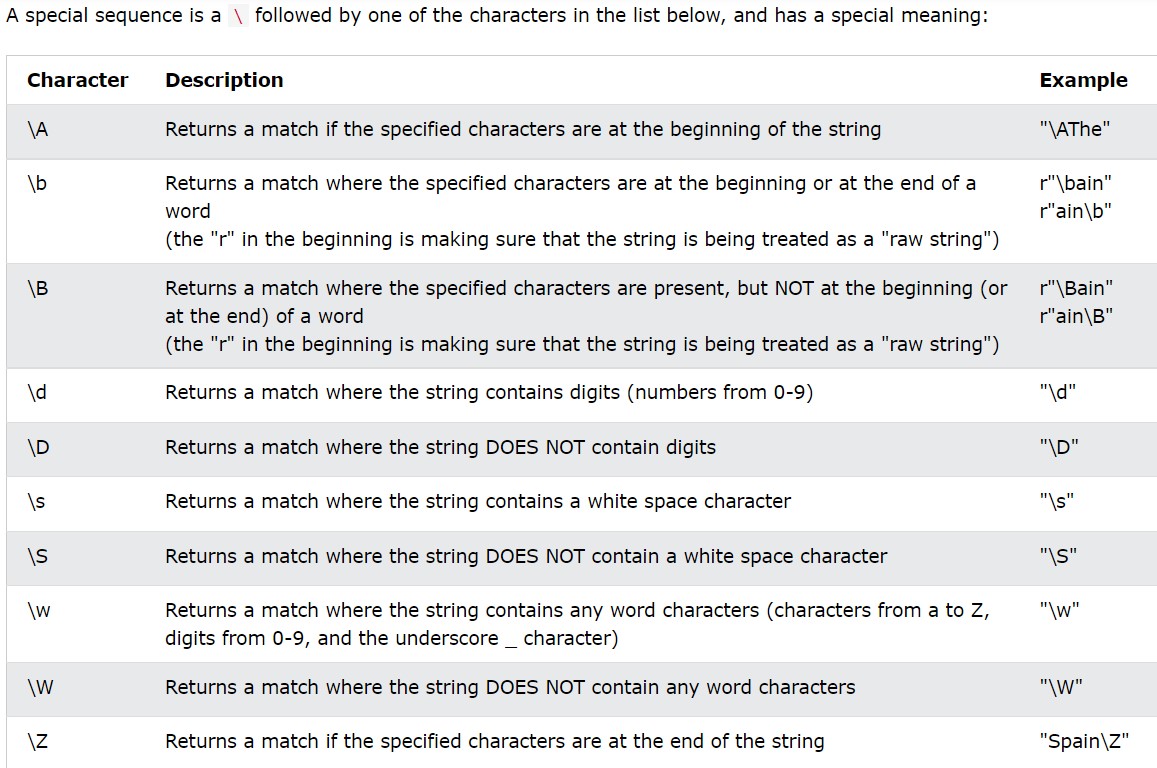 A special sequence is a \ followed by one of the characters in the list below, and has a special meaning:
Character Description Example
\A Returns a match if the specified characters are at the beginning of the string "\AThe"
\b Returns a match where the specified characters are at the beginning or at the end of a r"\bain"
word r"ain\b"
(the "r" in the beginning is making sure that the string is being treated as a "raw string")
\B Returns a match where the specified characters are present, but NOT at the beginning (or r"\Bain"
at the end) of a word r"ain\B"
(the "r" in the beginning is making sure that the string is being treated as a "raw string")
\d Returns a match where the string contains digits (numbers from 0-9) "\d"
\D Returns a match where the string DOES NOT contain digits "\D"
\s Returns a match where the string contains a white space character "\s"
\S Returns a match where the string DOES NOT contain a white space character "\S"
\w Returns a match where the string contains any word characters (characters from a to Z, "\w"
digits from 0-9, and the underscore _ character)
\W Returns a match where the string DOES NOT contain any word characters "\W"
\Z Returns a match if the specified characters are at the end of the string "Spain\Z"